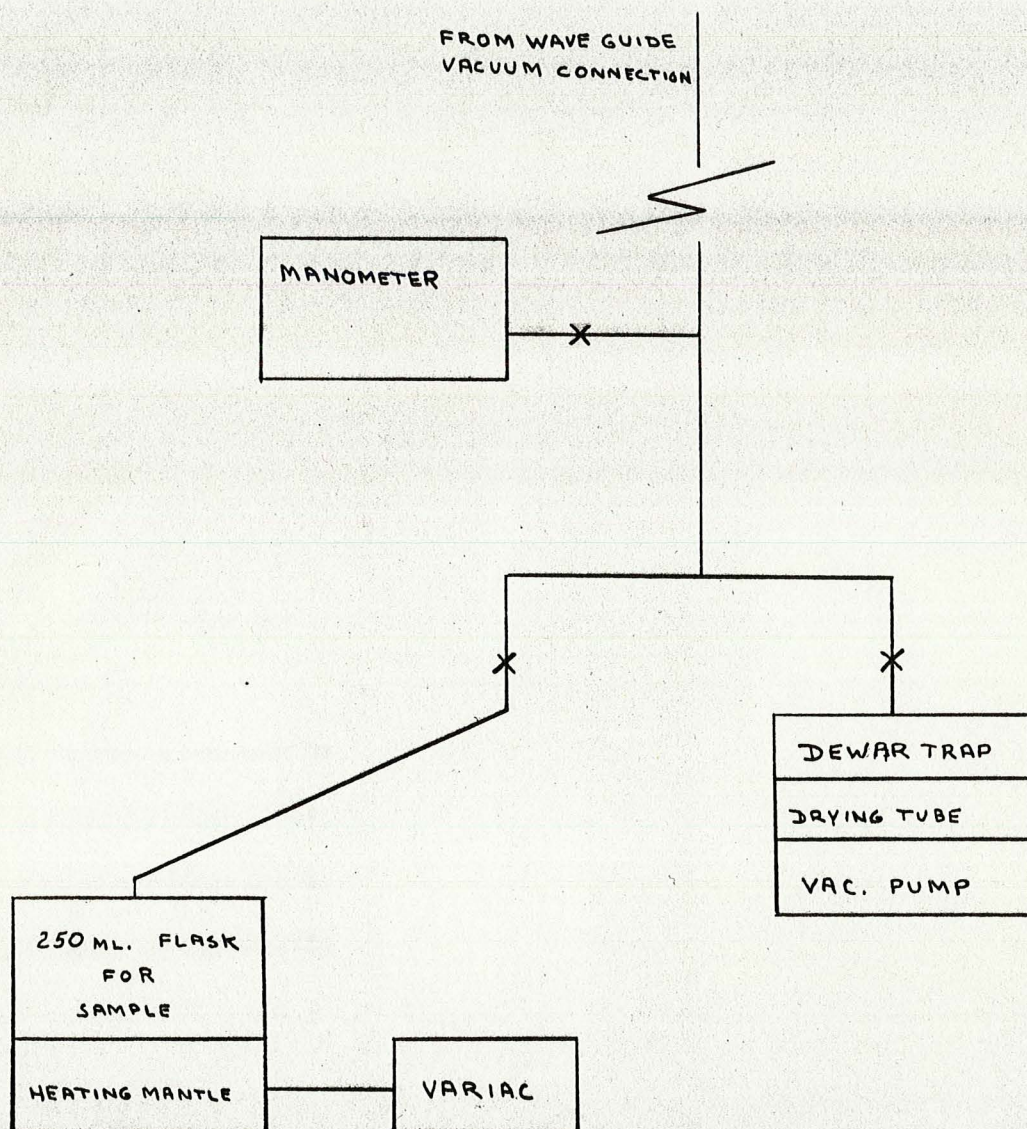 FROM WAVE GUIDE
VACUUM CONNECTION
MANOMETER
DEWAR TRAP
DRYING TUBE
VAC. PUMP
250 ML. FLASK
FOR
SAMPLE
HEATING MANTLE
VARIAC